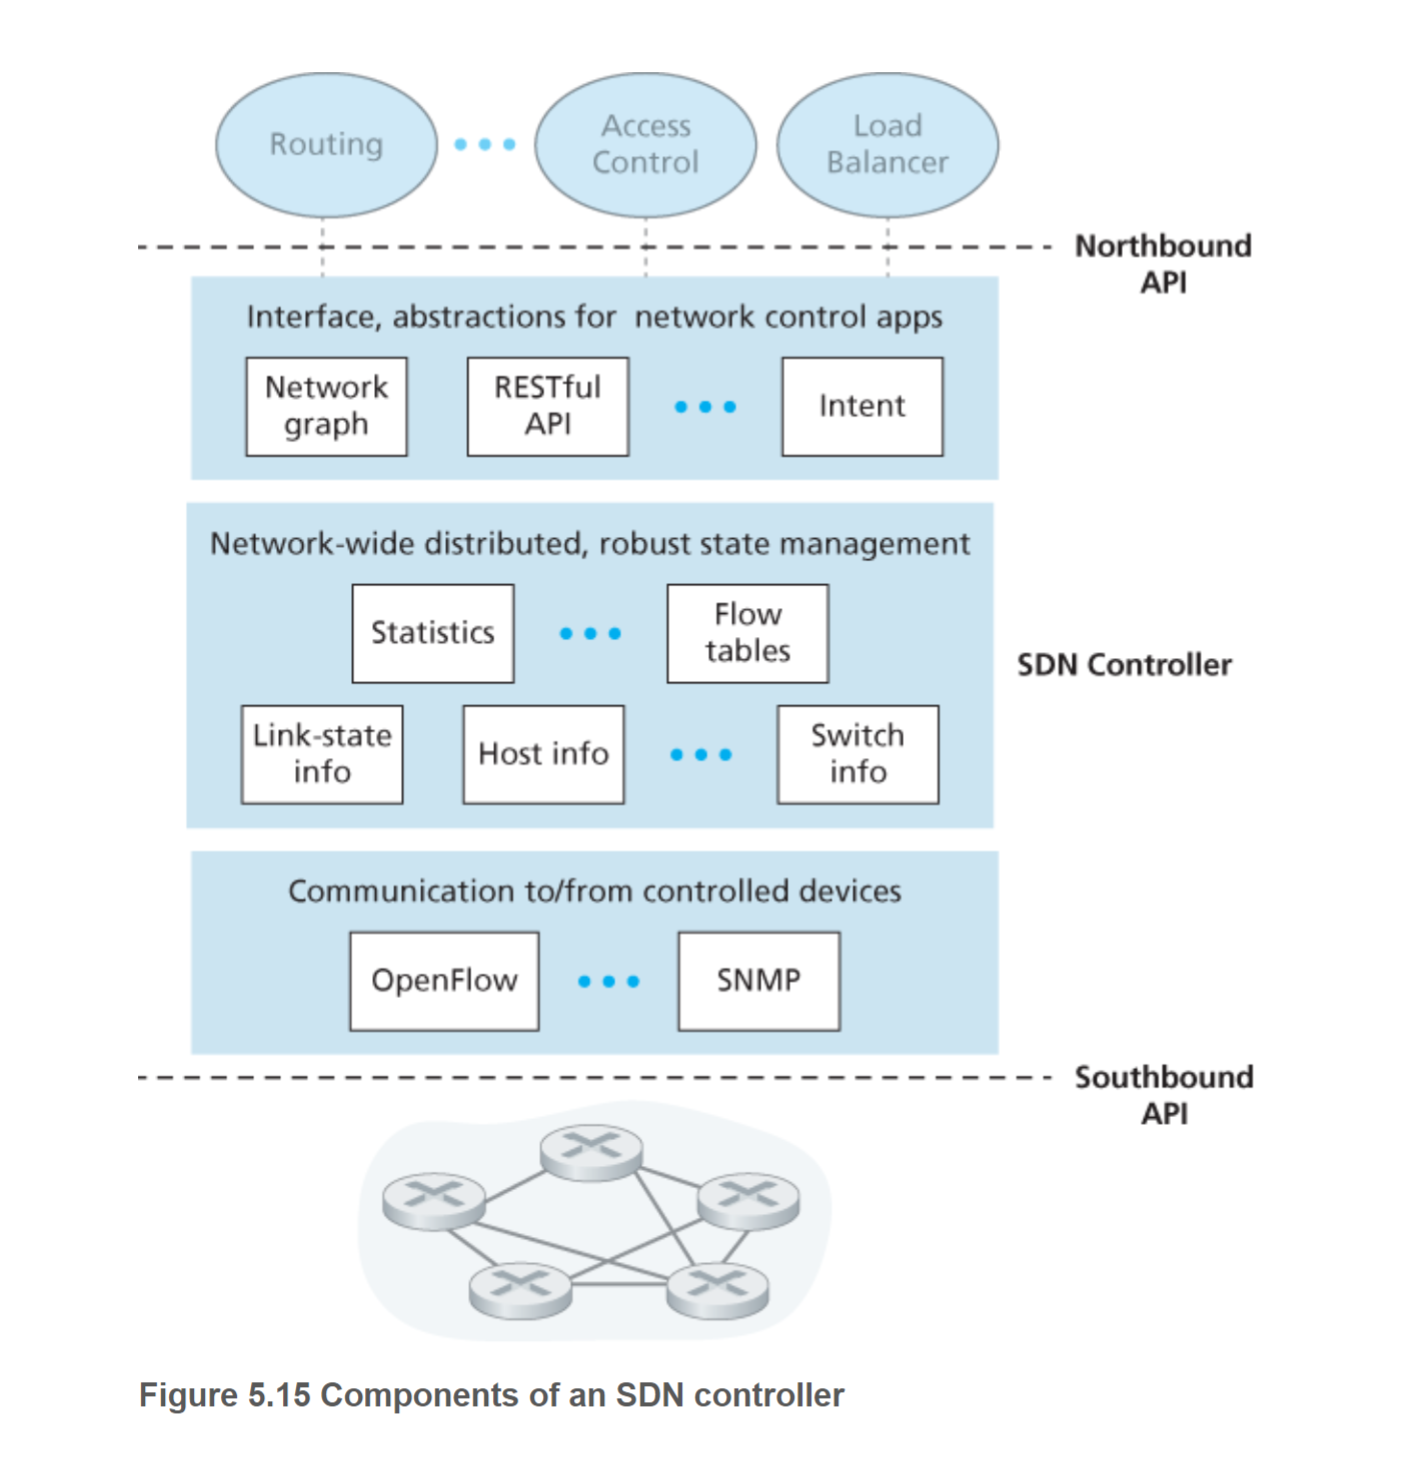 Routing
Access
Control
Load
Balancer
Northbound
API
Interface, abstractions for network control apps
Network
graph
RESTful
API
Intent
Network-wide distributed, robust state management
Statistics
Flow
tables
SDN Controller
Link-state
info
Host info
Switch
info
Communication to/from controlled devices
OpenFlow
SNMP
Southbound
API
Figure 5.15 Components of an SDN controller